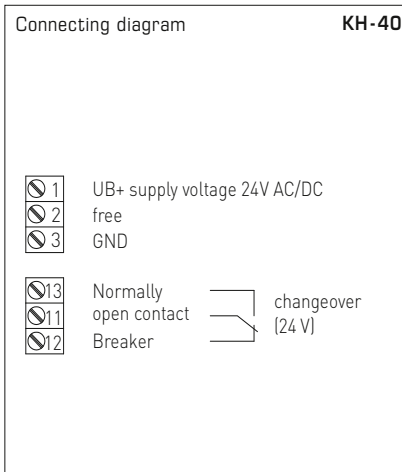 Connecting diagram KH-40
1 UB+ supply voltage 24V AC/DC
2 free
3 GND
13 Normally
11 open contact
12 Breaker
changeover
(24 V)